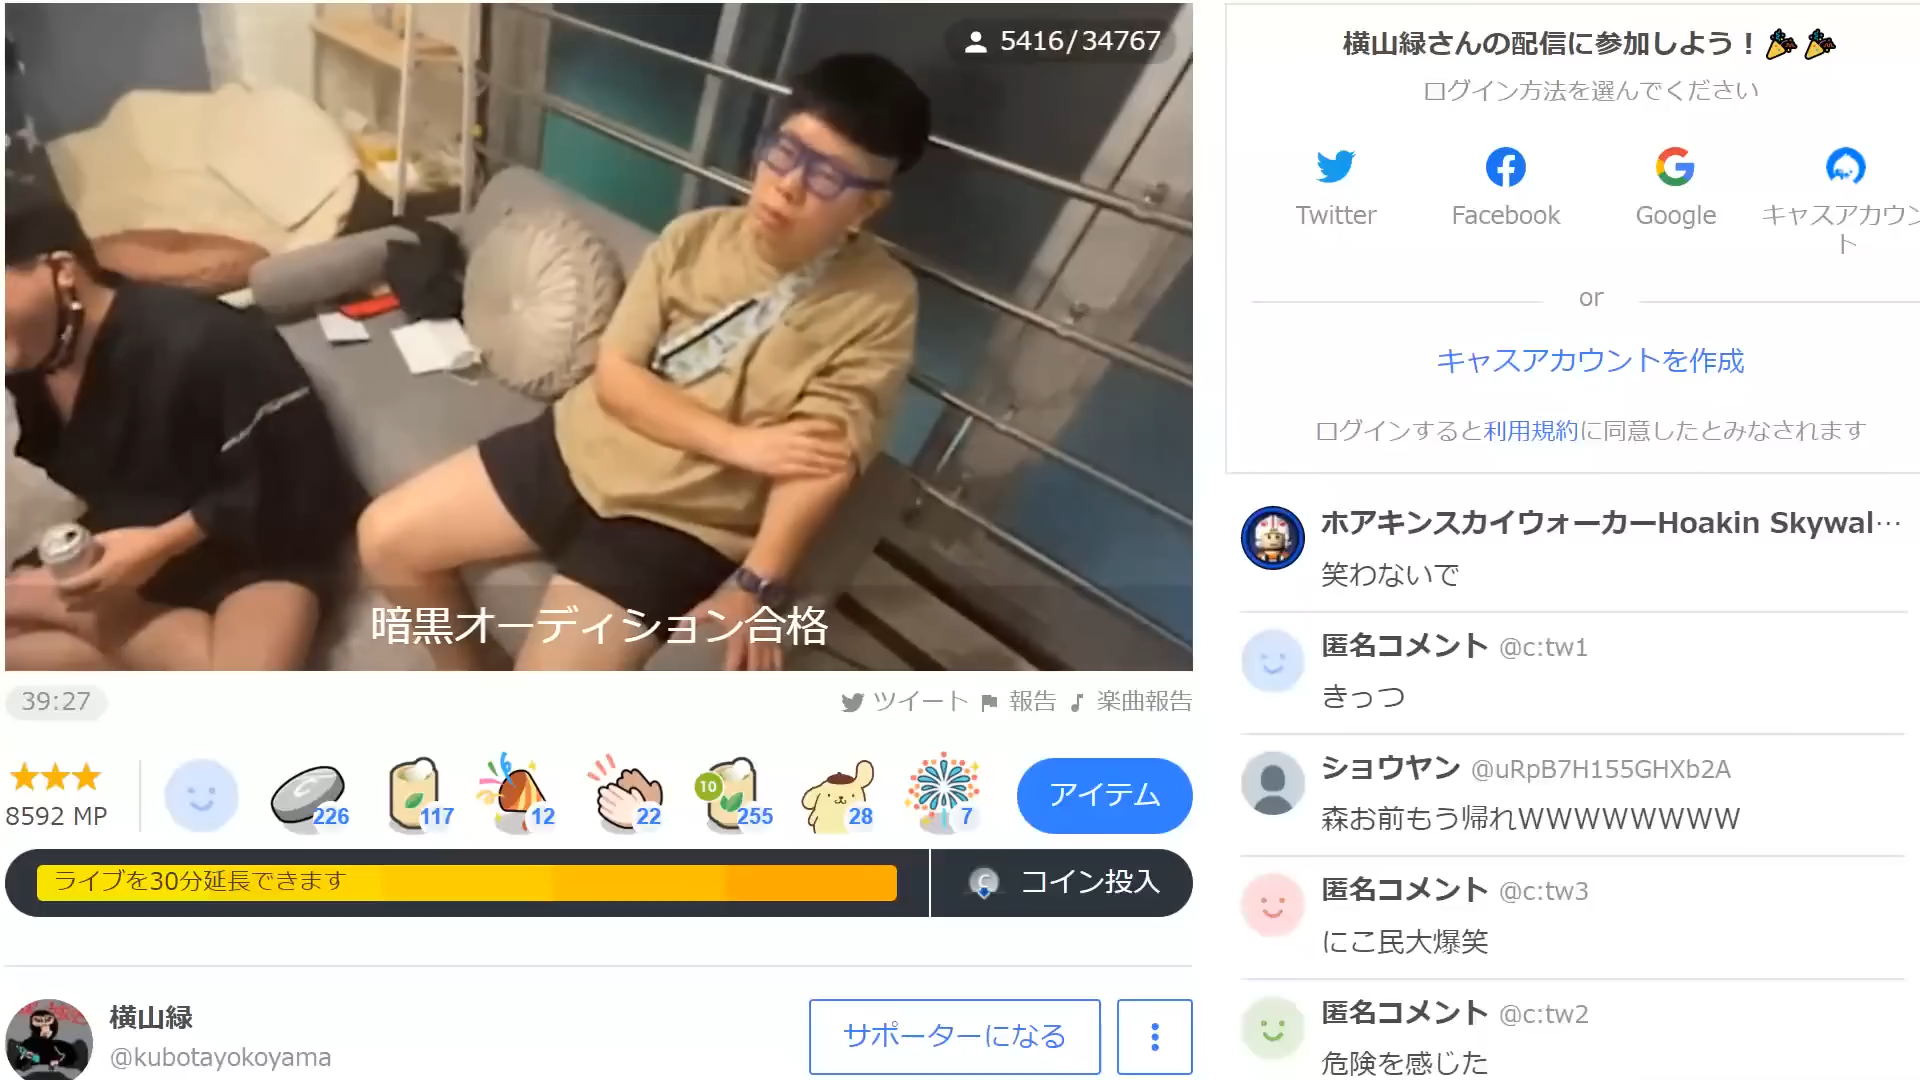 5416/34767
暗黒オーディション合格
39:27
ツイート 報告 楽曲報告
8592 MP
226 117 12 22 10 255 28 7
アイテム
ライブを30分延長できます
C コイン投入
横山緑
@kubotayokoyama
サポーターになる
横山緑さんの配信に参加しよう！
ログイン方法を選んでください
Twitter Facebook Google キャスアカウン
ト
or
キャスアカウントを作成
ログインすると利用規約に同意したとみなされます
ホアキンスカイウォーカーHoakin Skywal…
笑わないで
匿名コメント @c:tw1
きっつ
ショウヤン @uRpB7H155GHXb2A
森お前もう帰れWWWWWWWW
匿名コメント @c:tw3
にこ民大爆笑
匿名コメント @c:tw2
危険を感じた